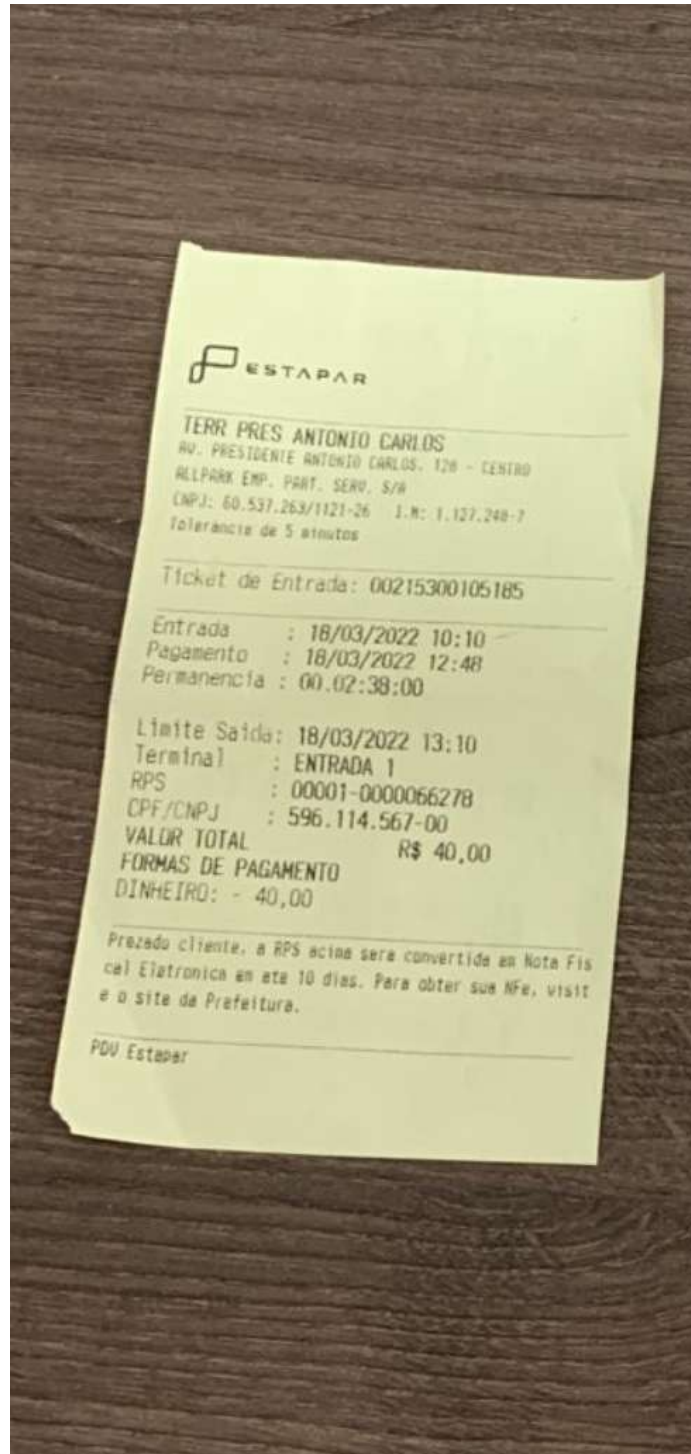 ESTAPAR
TERR PRES ANTONIO CARLOS
AV. PRESIDENTE ANTONIO CARLOS, 128 - CENTRO
ALLPARK EMP. PART. SERV. S/A
CNPJ: 60.537.263/1121-26 I.M: 1.127.248-7
Tolerancia de 5 minutos
Ticket de Entrada: 00215300105185
Entrada : 18/03/2022 10:10
Pagamento : 18/03/2022 12:48
Permanencia : 00.02:38:00
Limite Saida: 18/03/2022 13:10
Terminal : ENTRADA 1
RPS : 00001-0000066278
CPF/CNPJ : 596.114.567-00
VALOR TOTAL R$ 40,00
FORMAS DE PAGAMENTO
DINHEIRO: - 40,00
Prezado cliente, a RPS acima sera convertida em Nota Fis
cal Eletronica em ate 10 dias. Para obter sua NFe, visit
e o site da Prefeitura.
PDV Estapar